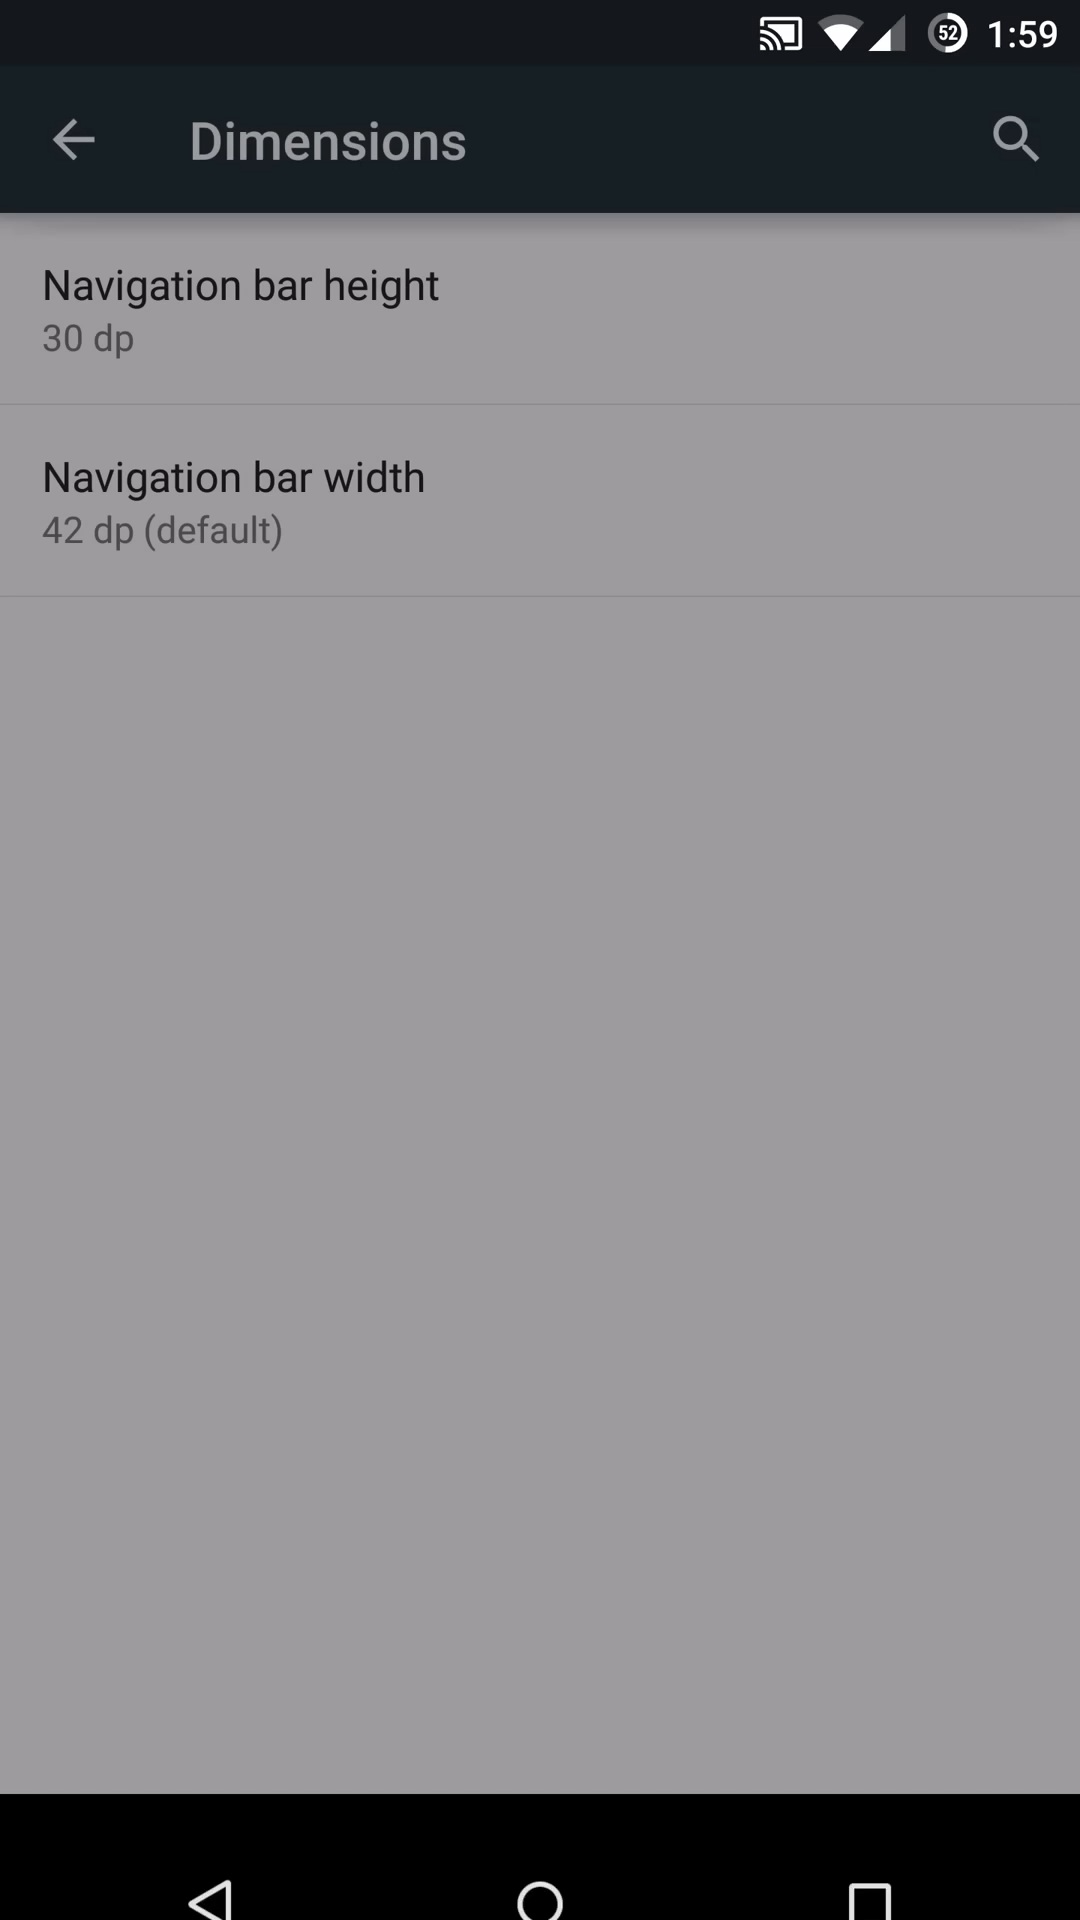 52 1:59
Dimensions
Navigation bar height
30 dp
Navigation bar width
42 dp (default)